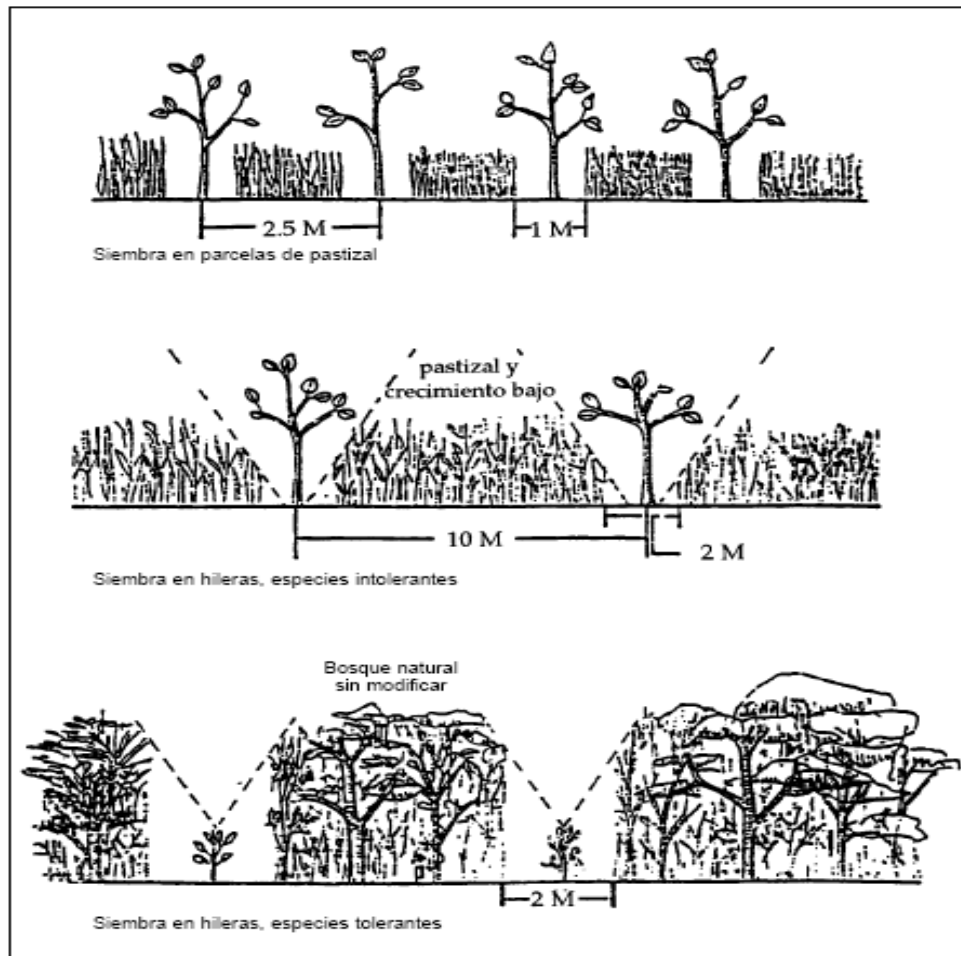 2.5 M
1 M
Siembra en parcelas de pastizal
pastizal y
crecimiento bajo
10 M
2 M
Siembra en hileras, especies intolerantes
Bosque natural
sin modificar
2 M
Siembra en hileras, especies tolerantes